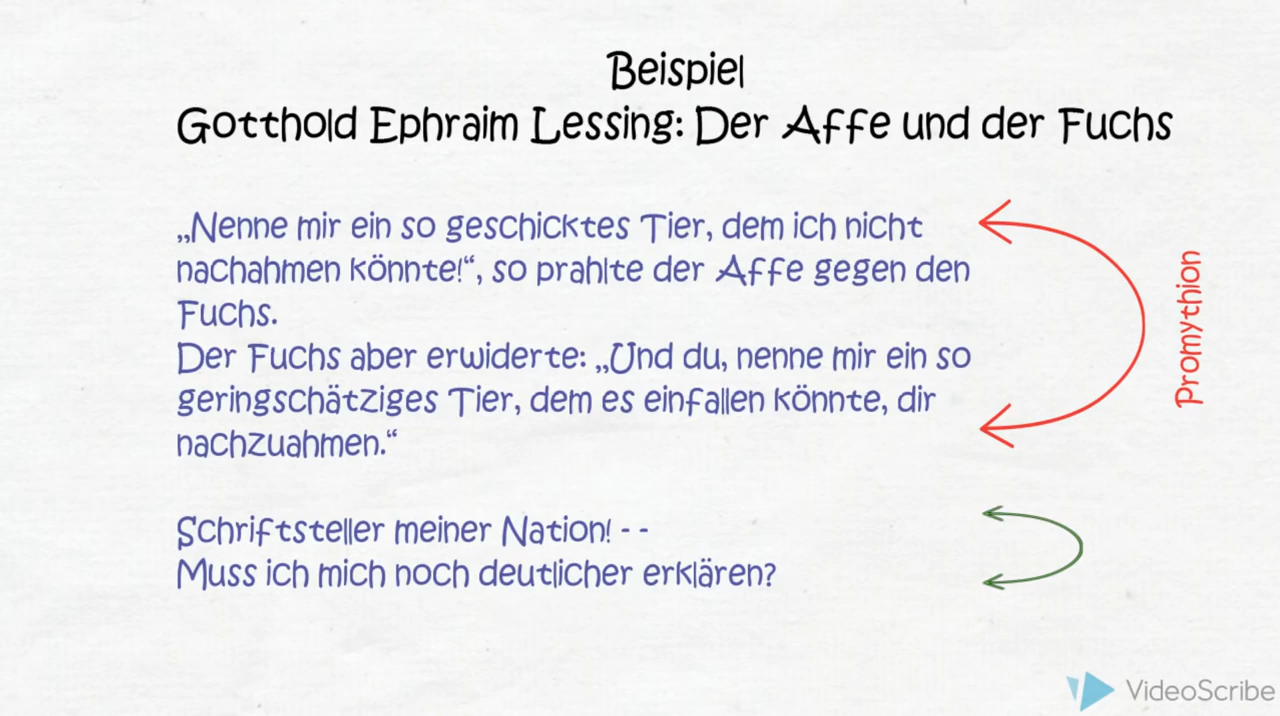 Beispiel
Gotthold Ephraim Lessing: Der Affe und der Fuchs
„Nenne mir ein so geschicktes Tier, dem ich nicht
nachahmen könnte!“, so prahlte der Affe gegen den
Fuchs.
Der Fuchs aber erwiderte: „Und du, nenne mir ein so
geringschätziges Tier, dem es einfallen könnte, dir
nachzuahmen.“
Promythion
Schriftsteller meiner Nation! - -
Muss ich mich noch deutlicher erklären?
VideoScribe